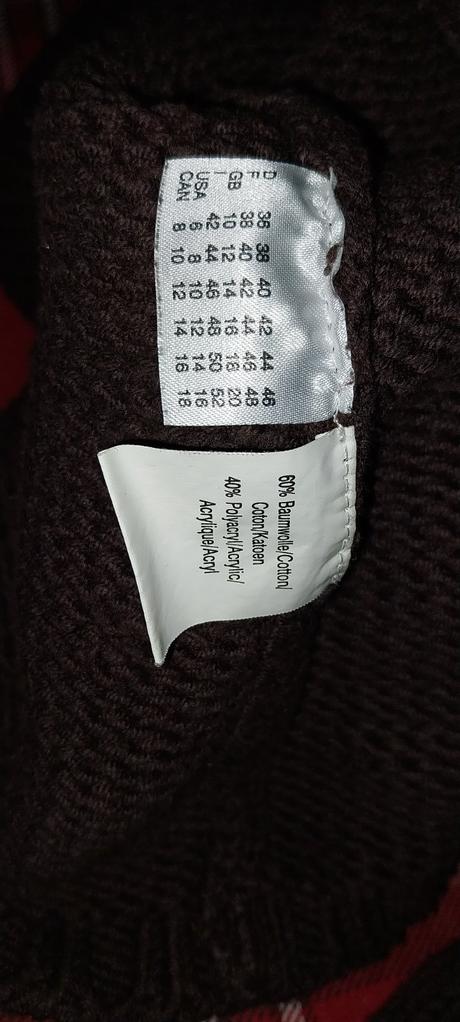 D 36 38 40 42 44 46
F 38 40 42 44 46 48
GB 10 12 14 16 18 20
I 42 44 46 48 50 52
USA 6 8 10 12 14 16
CAN 8 10 12 14 16 18
60% Baumwolle/Cotton/
Coton/Katoen
40% Polyacryl/Acrylic/
Acrylique/Acryl